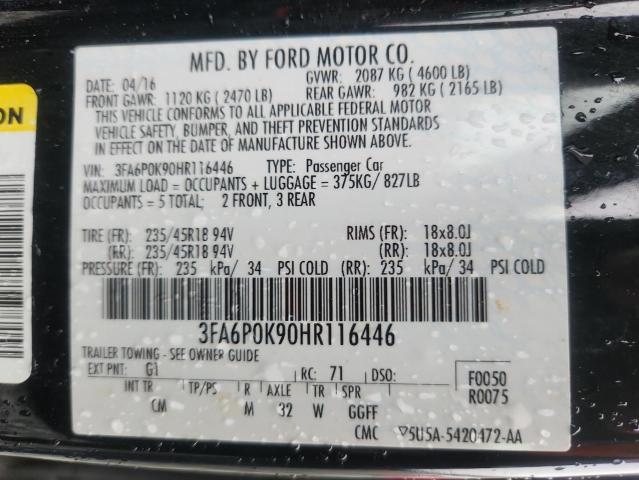 MFD. BY FORD MOTOR CO.
DATE: 04/16 GVWR: 2087 KG (4600 LB)
FRONT GAWR: 1120 KG (2470 LB) REAR GAWR: 982 KG (2165 LB)
THIS VEHICLE CONFORMS TO ALL APPLICABLE FEDERAL MOTOR
VEHICLE SAFETY, BUMPER, AND THEFT PREVENTION STANDARDS
IN EFFECT ON THE DATE OF MANUFACTURE SHOWN ABOVE.
VIN: 3FA6P0K90HR116446 TYPE: Passenger Car
MAXIMUM LOAD = OCCUPANTS + LUGGAGE = 375KG/ 827LB
OCCUPANTS = 5 TOTAL; 2 FRONT, 3 REAR
TIRE (FR): 235/45R18 94V RIMS (FR): 18x8.0J
(RR): 235/45R18 94V (RR): 18x8.0J
PRESSURE (FR): 235 kPa/ 34 PSI COLD (RR): 235 kPa/ 34 PSI COLD
3FA6P0K90HR116446
TRAILER TOWING - SEE OWNER GUIDE
EXT PNT: G1 RC: 71 DSO:
F0050
R0075
INT TR TP/PS R AXLE TR SPR
CM M 32 W GGFF
CMC ▽5U5A-5420472-AA
ON